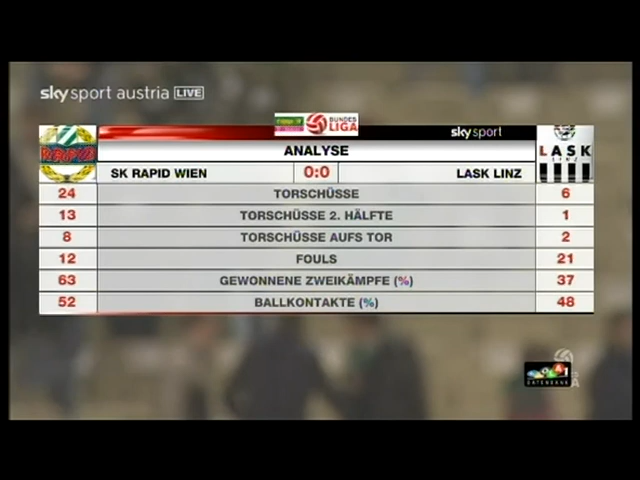 sky sport austria LIVE
BUNDES
LIGA
sky sport
RAPID
ANALYSE
LASK
LINZ
SK RAPID WIEN 0:0 LASK LINZ
24 TORSCHÜSSE 6
13 TORSCHÜSSE 2. HÄLFTE 1
8 TORSCHÜSSE AUFS TOR 2
12 FOULS 21
63 GEWONNENE ZWEIKÄMPFE (%) 37
52 BALLKONTAKTE (%) 48